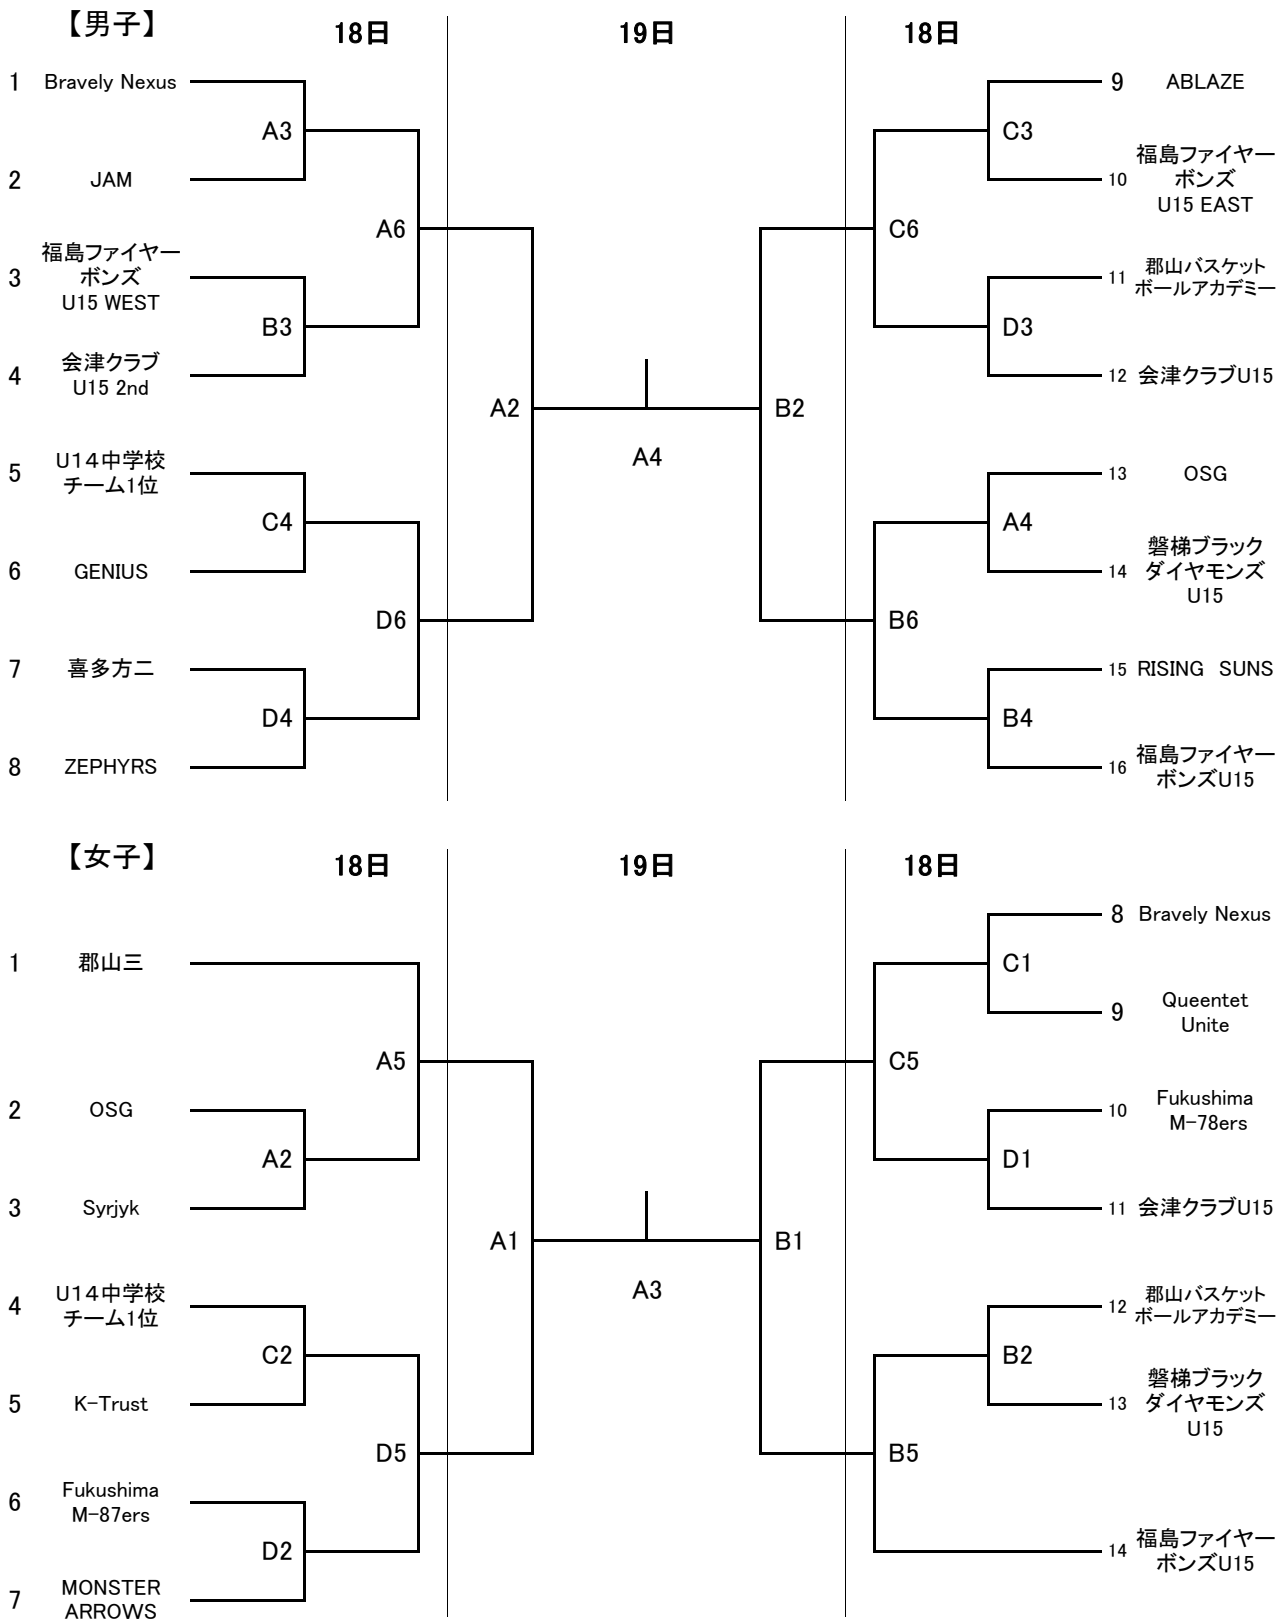 【男子】
18日
19日
18日
1 Bravely Nexus
A3
2 JAM
A6
3 福島ファイヤー
ボンズ
U15 WEST
B3
4 会津クラブ
U15 2nd
A2
5 U14中学校
チーム1位
C4
6 GENIUS
D6
7 喜多方二
D4
8 ZEPHYRS
A4
9 ABLAZE
C3
10 福島ファイヤー
ボンズ
U15 EAST
C6
11 郡山バスケット
ボールアカデミー
D3
12 会津クラブU15
B2
13 OSG
A4
14 磐梯ブラック
ダイヤモンズ
U15
B6
15 RISING SUNS
B4
16 福島ファイヤー
ボンズU15
【女子】
18日
19日
18日
1 郡山三
A5
2 OSG
A2
3 Syrjyk
A1
4 U14中学校
チーム1位
C2
5 K-Trust
D5
6 Fukushima
M-87ers
D2
7 MONSTER
ARROWS
A3
8 Bravely Nexus
C1
9 Queentet
Unite
C5
10 Fukushima
M-78ers
D1
11 会津クラブU15
B1
12 郡山バスケット
ボールアカデミー
B2
13 磐梯ブラック
ダイヤモンズ
U15
B5
14 福島ファイヤー
ボンズU15